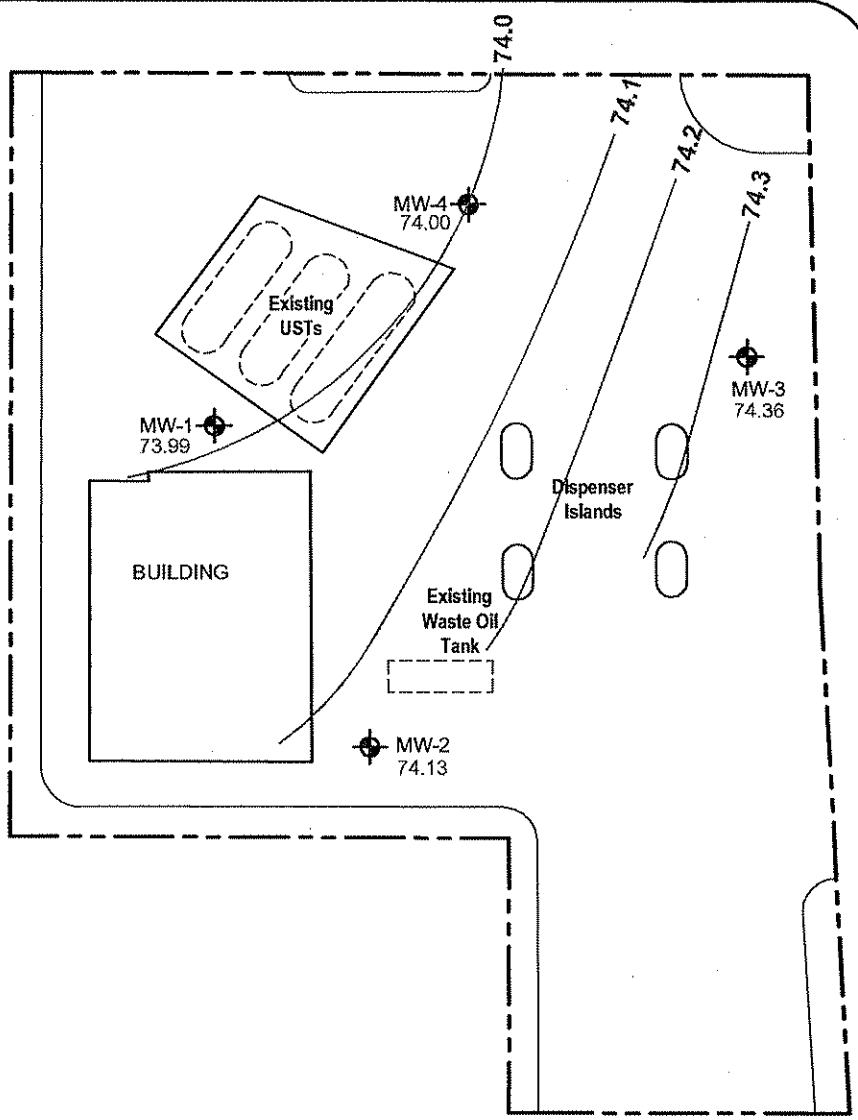 74.0
74.1
74.2
74.3
MW-4
74.00
Existing
USTs
MW-3
74.36
MW-1
73.99
Dispenser
Islands
BUILDING
Existing
Waste Oil
Tank
MW-2
74.13